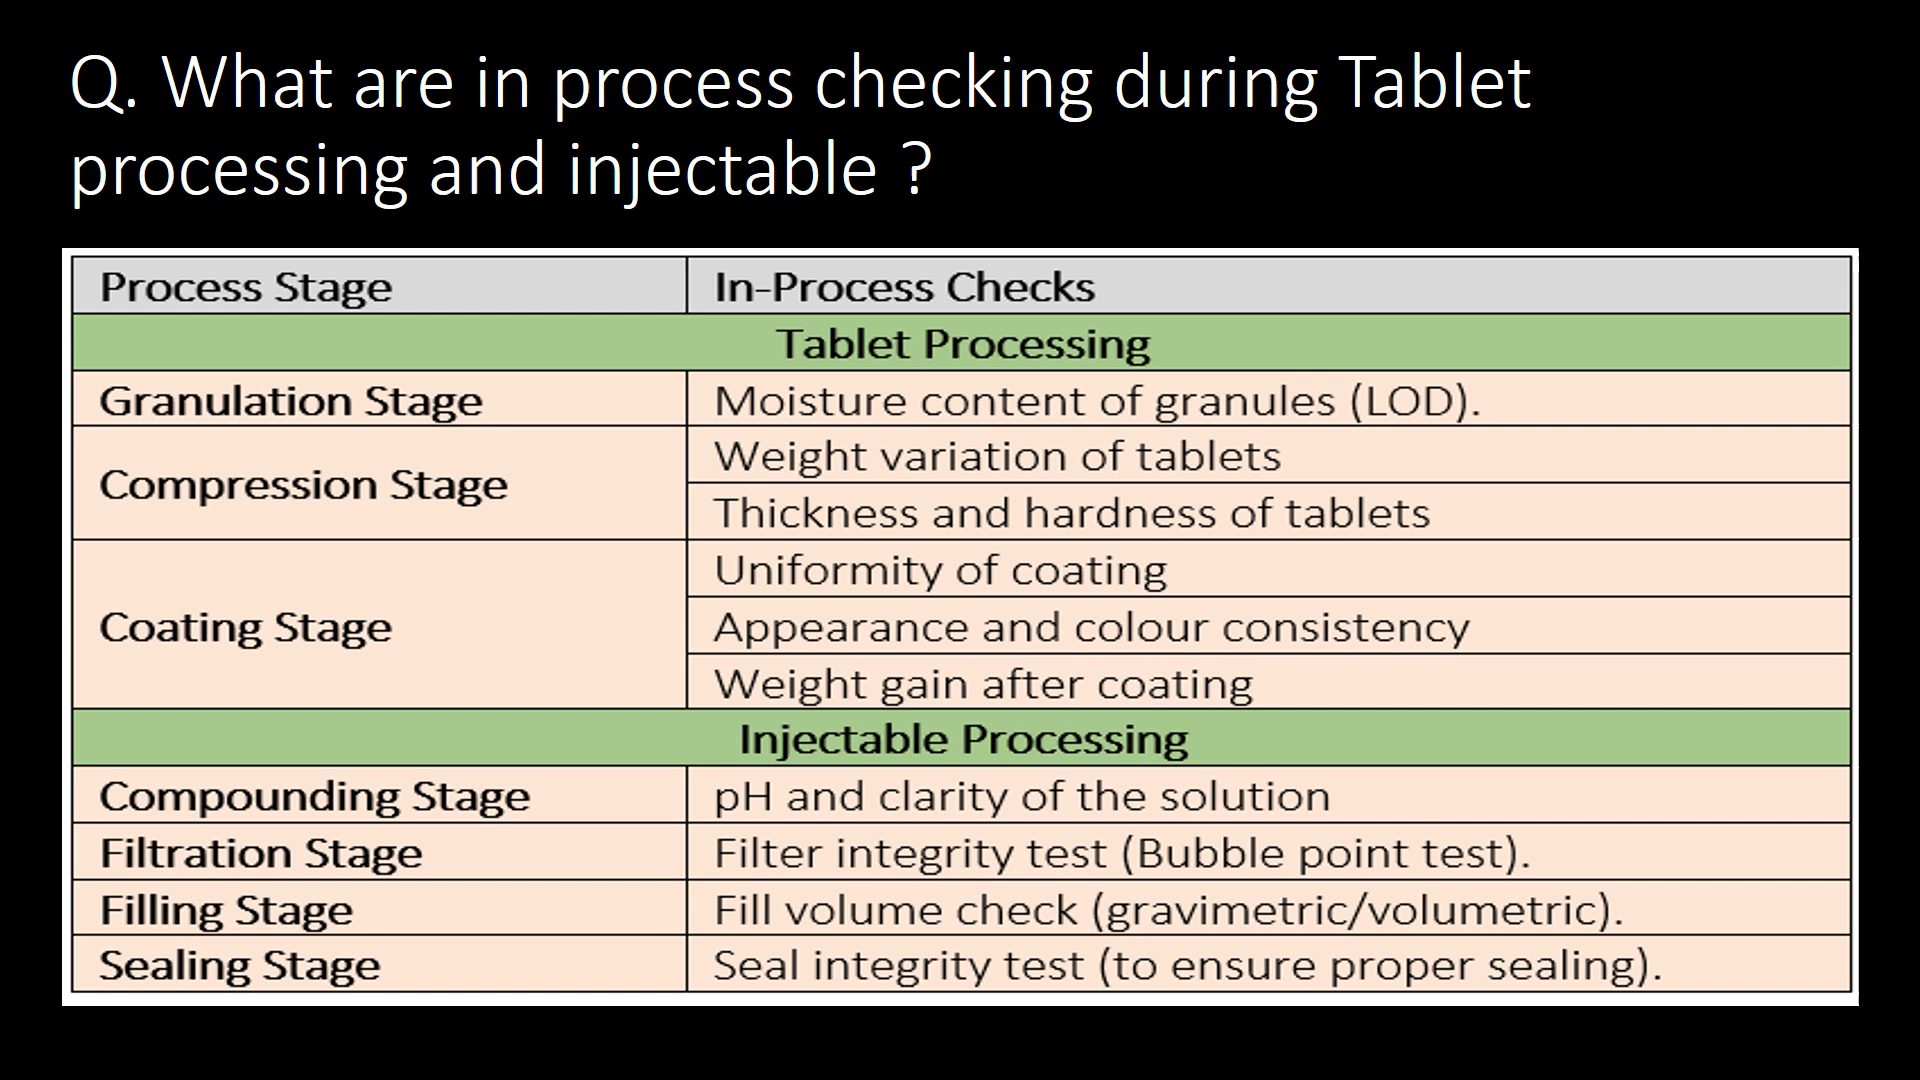 Q. What are in process checking during Tablet
processing and injectable ?
Process Stage In-Process Checks
Tablet Processing
Granulation Stage Moisture content of granules (LOD).
Compression Stage Weight variation of tablets
Thickness and hardness of tablets
Coating Stage Uniformity of coating
Appearance and colour consistency
Weight gain after coating
Injectable Processing
Compounding Stage pH and clarity of the solution
Filtration Stage Filter integrity test (Bubble point test).
Filling Stage Fill volume check (gravimetric/volumetric).
Sealing Stage Seal integrity test (to ensure proper sealing).